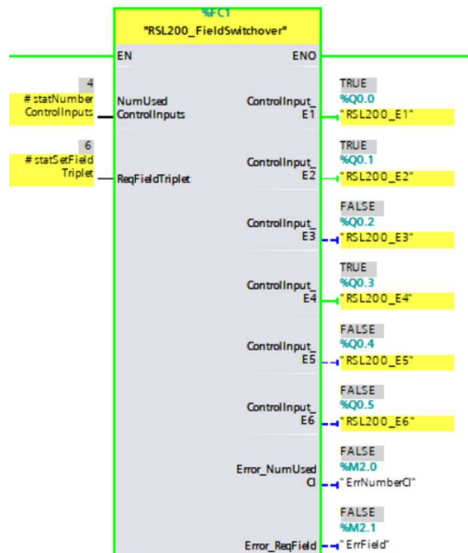 %FC1
"RSL200_FieldSwitchover"
EN
ENO
4
#statNumber
ControlInputs
NumUsed
ControlInputs
6
#statSetField
Triplet
ReqFieldTriplet
ControlInput_
E1
TRUE
%Q0.0
"RSL200_E1"
ControlInput_
E2
TRUE
%Q0.1
"RSL200_E2"
ControlInput_
E3
FALSE
%Q0.2
"RSL200_E3"
ControlInput_
E4
TRUE
%Q0.3
"RSL200_E4"
ControlInput_
E5
FALSE
%Q0.4
"RSL200_E5"
ControlInput_
E6
FALSE
%Q0.5
"RSL200_E6"
Error_NumUsed
CI
FALSE
%M2.0
"ErrNumberCI"
Error_ReqField
FALSE
%M2.1
"ErrField"